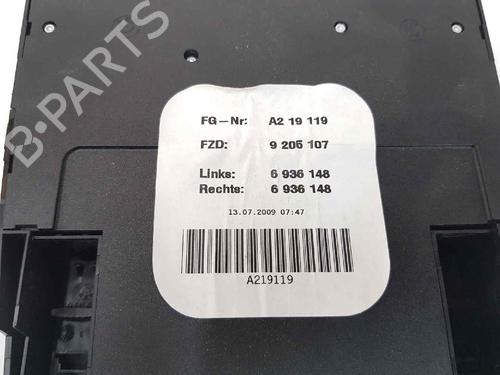 B-PARTS
FG-Nr: A2 19 119
FZD: 9 205 107
Links: 6 936 148
Rechts: 6 936 148
13.07.2009 07:47
A219119